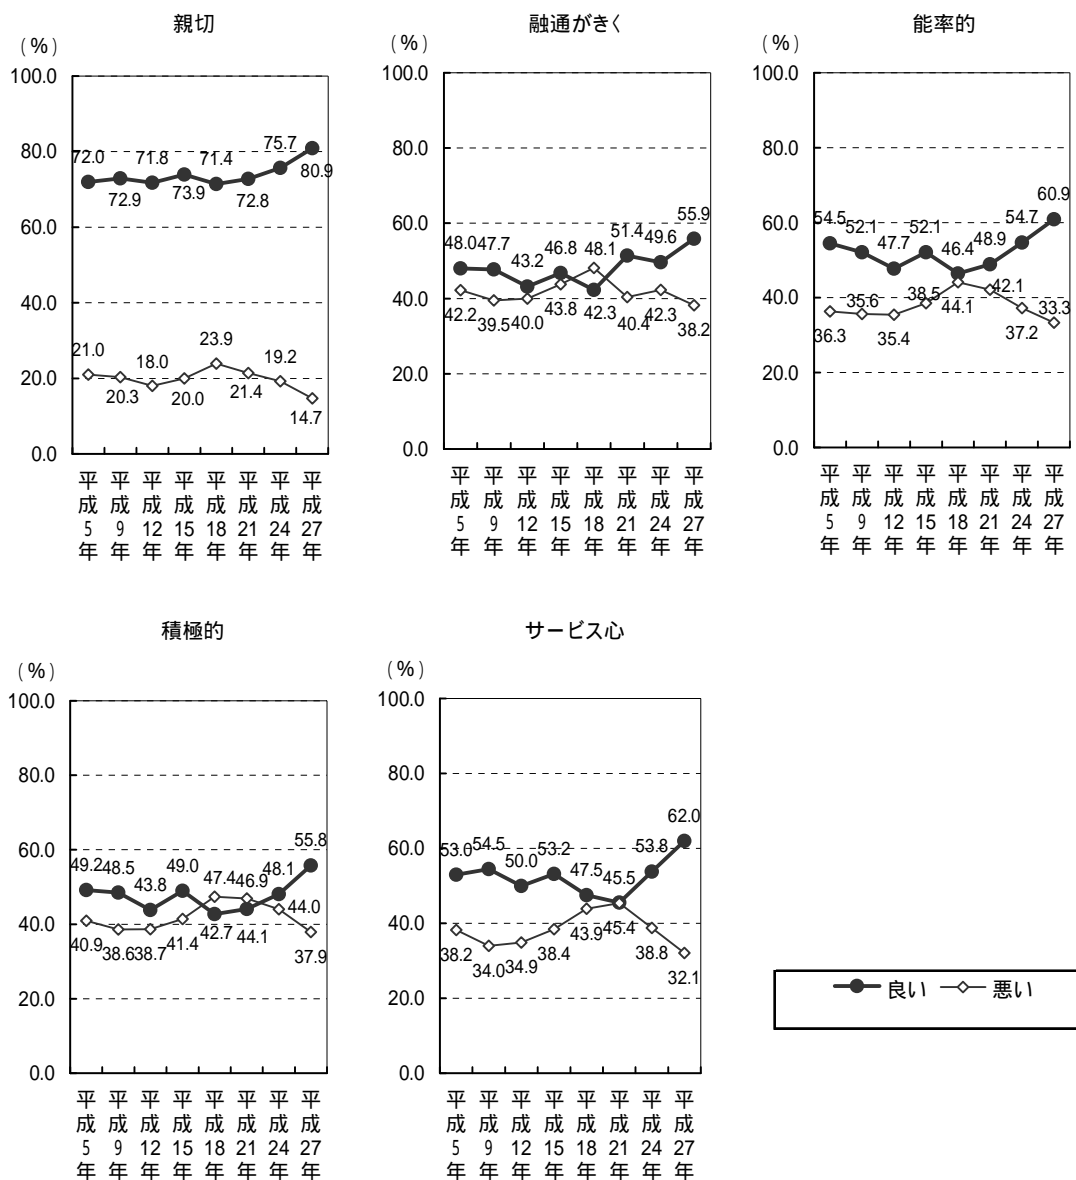 親切
(%)
100.0
80.0
60.0
40.0
20.0
0.0
72.0 72.9 71.8 73.9 71.4 72.8 75.7 80.9
21.0 20.3 18.0 20.0 23.9 21.4 19.2 14.7
平成5年 平成9年 平成12年 平成15年 平成18年 平成21年 平成24年 平成27年
融通がきく
(%)
100.0
80.0
60.0
40.0
20.0
0.0
48.0 47.7 43.2 46.8 42.3 51.4 49.6 55.9
42.2 39.5 40.0 43.8 48.1 40.4 42.3 38.2
平成5年 平成9年 平成12年 平成15年 平成18年 平成21年 平成24年 平成27年
能率的
(%)
100.0
80.0
60.0
40.0
20.0
0.0
54.5 52.1 47.7 52.1 46.4 48.9 54.7 60.9
36.3 35.6 35.4 38.5 44.1 42.1 37.2 33.3
平成5年 平成9年 平成12年 平成15年 平成18年 平成21年 平成24年 平成27年
積極的
(%)
100.0
80.0
60.0
40.0
20.0
0.0
49.2 48.5 43.8 49.0 42.7 44.1 48.1 55.8
40.9 38.6 38.7 41.4 47.4 46.9 44.0 37.9
平成5年 平成9年 平成12年 平成15年 平成18年 平成21年 平成24年 平成27年
サービス心
(%)
100.0
80.0
60.0
40.0
20.0
0.0
53.0 54.5 50.0 53.2 47.5 45.5 53.8 62.0
38.2 34.0 34.9 38.4 43.9 45.4 38.8 32.1
平成5年 平成9年 平成12年 平成15年 平成18年 平成21年 平成24年 平成27年
良い 悪い